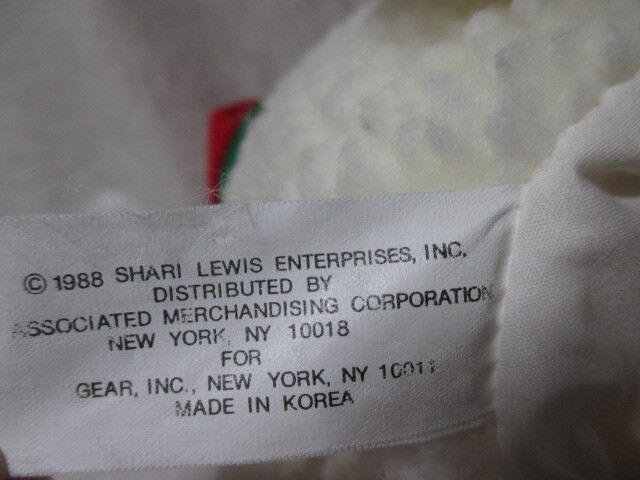 © 1988 SHARI LEWIS ENTERPRISES, INC.
DISTRIBUTED BY
ASSOCIATED MERCHANDISING CORPORATION
NEW YORK, NY 10018
FOR
GEAR, INC., NEW YORK, NY 10011
MADE IN KOREA